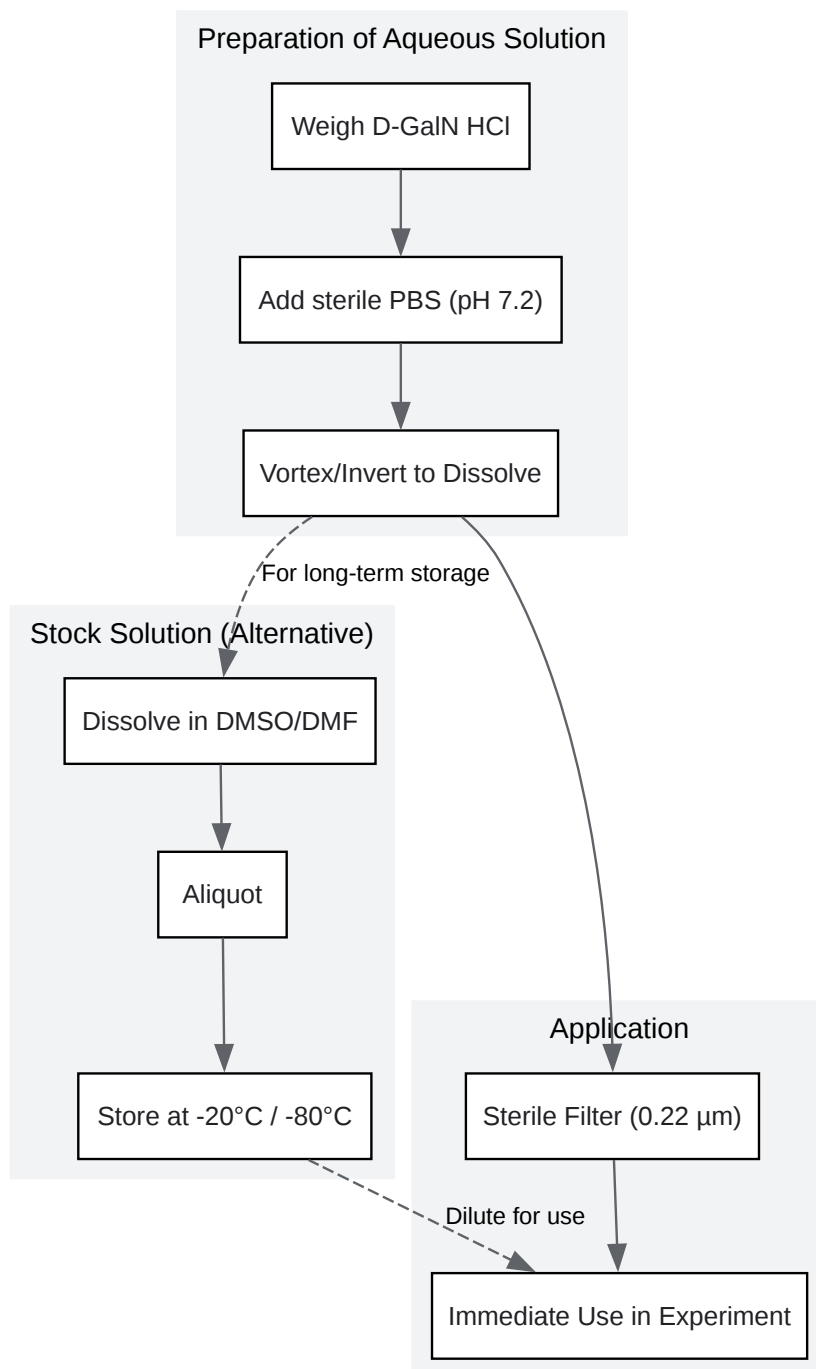 Preparation of Aqueous Solution
Weigh D-GalN HCl
Add sterile PBS (pH 7.2)
Vortex/Invert to Dissolve
For long-term storage
Stock Solution (Alternative)
Dissolve in DMSO/DMF
Aliquot
Store at -20°C / -80°C
Application
Sterile Filter (0.22 µm)
Dilute for use
Immediate Use in Experiment